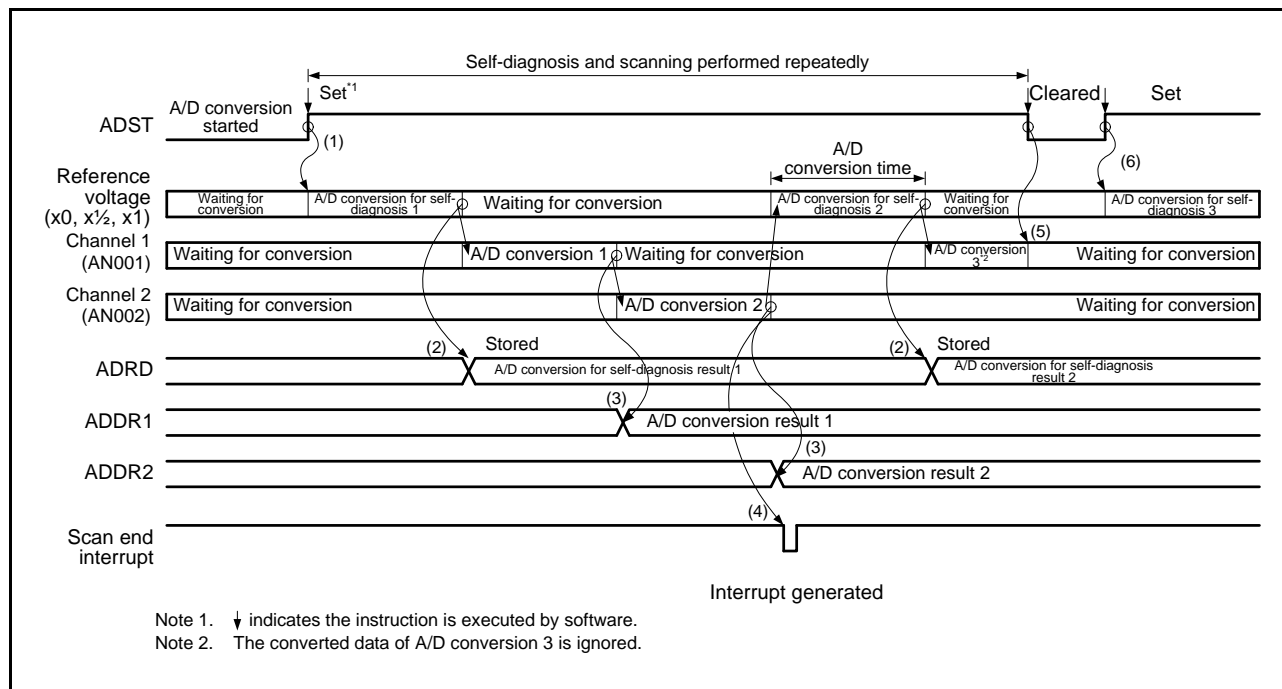 Self-diagnosis and scanning performed repeatedly
A/D conversion
started
Set*1
Cleared
Set
ADST
(1)
A/D
conversion time
(6)
Reference
voltage
(x0, x½, x1)
Waiting for
conversion
A/D conversion for self-
diagnosis 1
Waiting for conversion
A/D conversion for self-
diagnosis 2
Waiting for
conversion
A/D conversion for self-
diagnosis 3
(5)
Channel 1
(AN001)
Waiting for conversion
A/D conversion 1
Waiting for conversion
A/D conversion
3*2
Waiting for conversion
Channel 2
(AN002)
Waiting for conversion
A/D conversion 2
Waiting for conversion
ADRD
(2)
Stored
A/D conversion for self-diagnosis result 1
(2)
Stored
A/D conversion for self-diagnosis
result 2
ADDR1
(3)
A/D conversion result 1
ADDR2
(3)
A/D conversion result 2
Scan end
interrupt
(4)
Interrupt generated
Note 1. ↓ indicates the instruction is executed by software.
Note 2. The converted data of A/D conversion 3 is ignored.